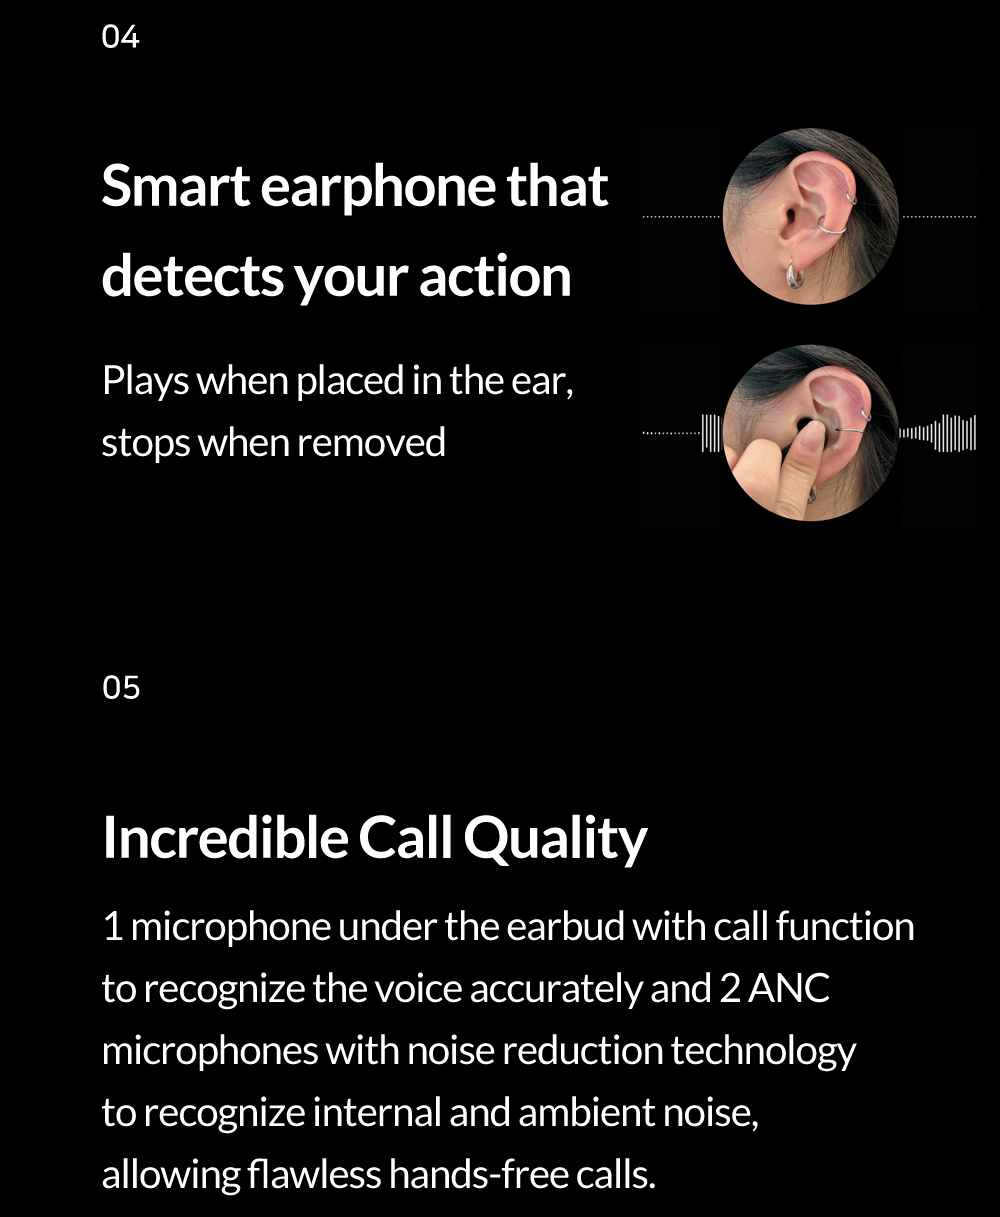 04
Smart earphone that
detects your action
Plays when placed in the ear,
stops when removed
05
Incredible Call Quality
1 microphone under the earbud with call function
to recognize the voice accurately and 2 ANC
microphones with noise reduction technology
to recognize internal and ambient noise,
allowing flawless hands-free calls.